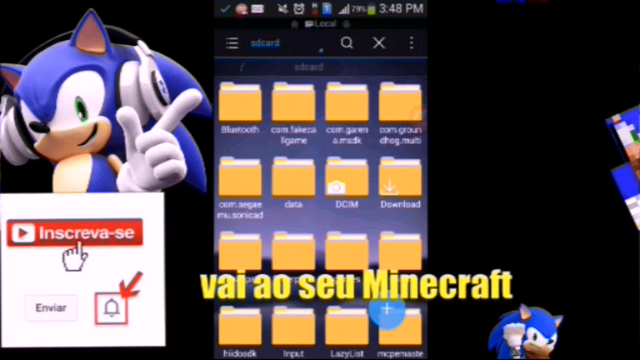 79% 3:48 PM
Local
sdcard
/ sdcard
Bluetooth
com.fakeca
llgame
com.garen
a.msdk
com.groun
dhog.multi
com.segae
mu.sonicad
data
DCIM
Download
Inscreva-se
Enviar
vai ao seu Minecraft
hiidosdk
Input
LazyList
mcpemaste